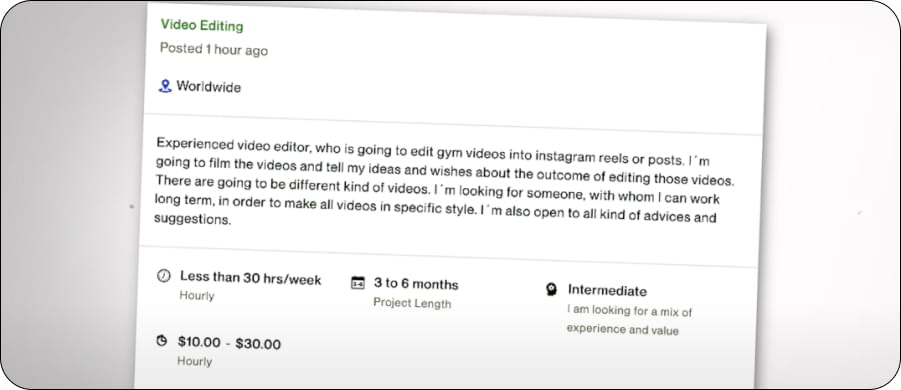 Video Editing
Posted 1 hour ago
Worldwide
Experienced video editor, who is going to edit gym videos into instagram reels or posts. I´m
going to film the videos and tell my ideas and wishes about the outcome of editing those videos.
There are going to be different kind of videos. I´m looking for someone, with whom I can work
long term, in order to make all videos in specific style. I´m also open to all kind of advices and
suggestions.
Less than 30 hrs/week
Hourly
3 to 6 months
Project Length
Intermediate
I am looking for a mix of
experience and value
$10.00 - $30.00
Hourly